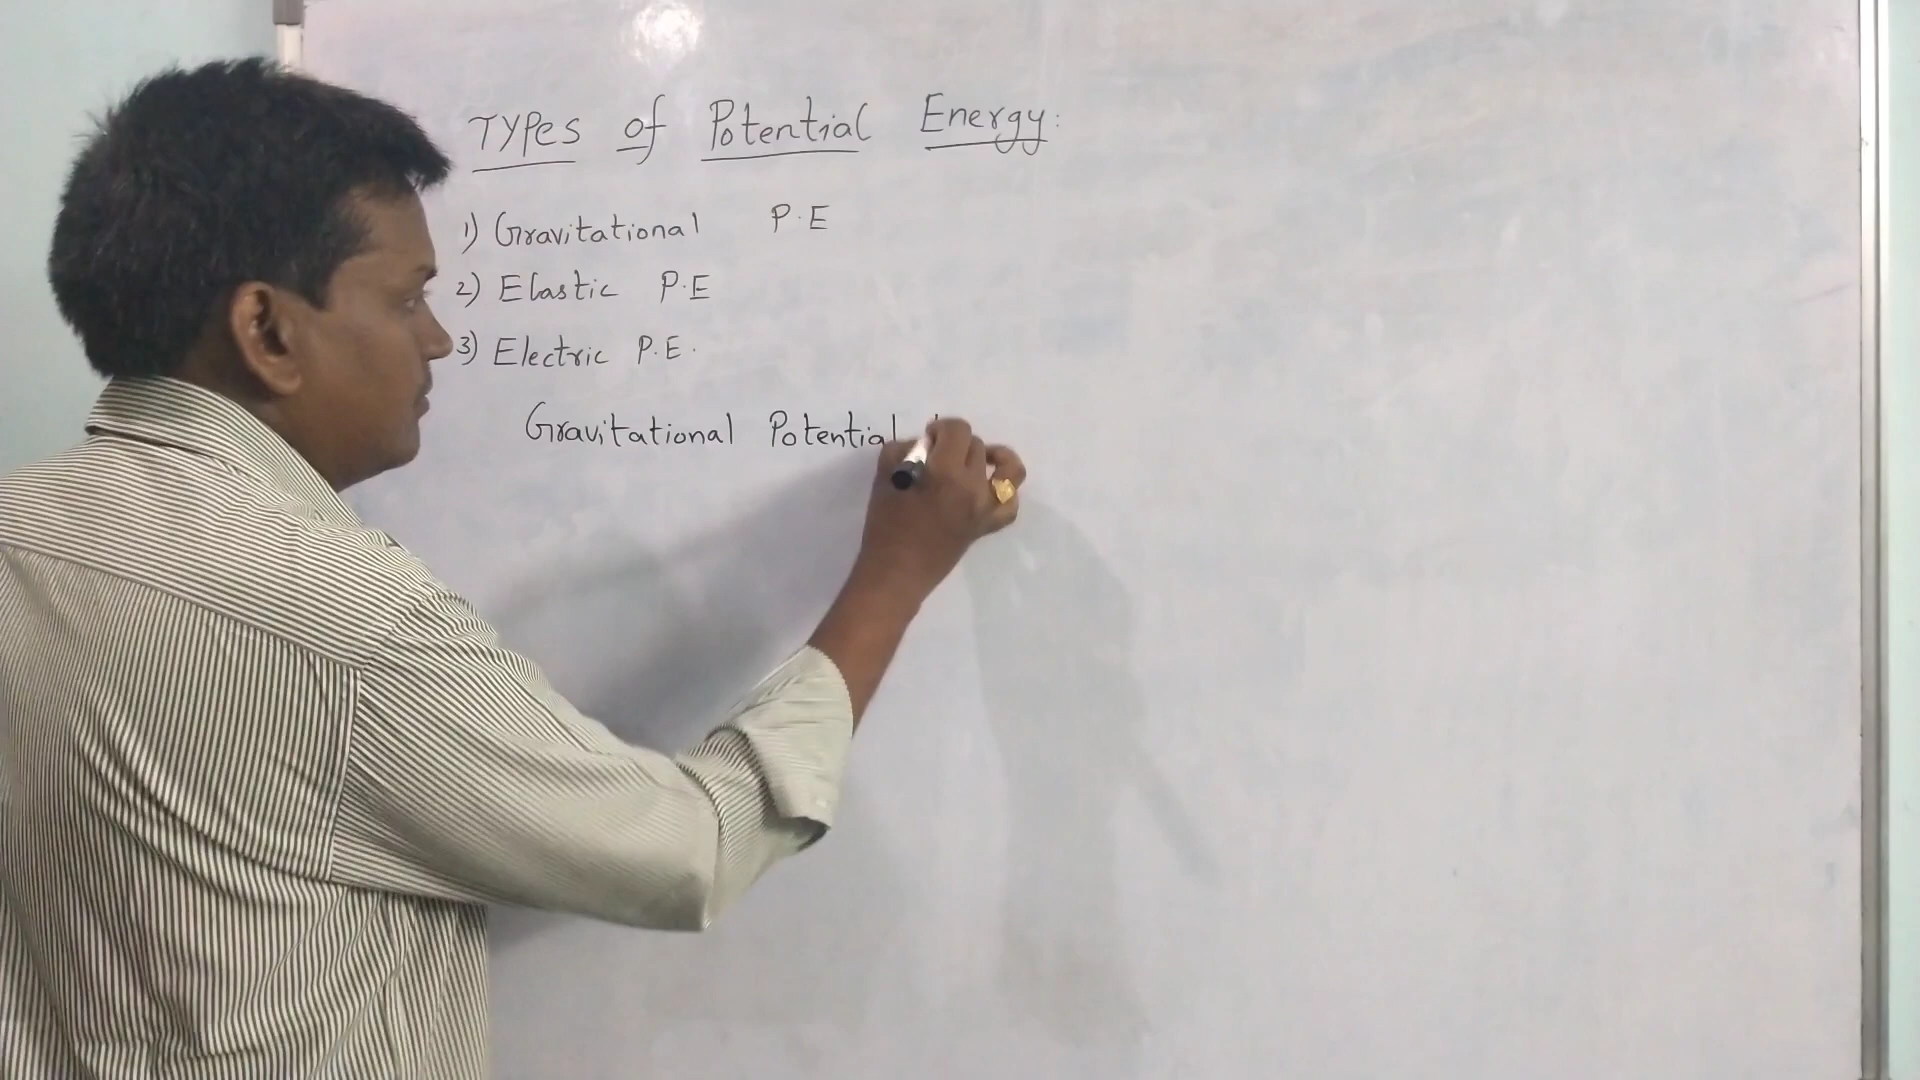 Types of Potential Energy:
1) Gravitational P.E
2) Elastic P.E
3) Electric P.E.
Gravitational Potential